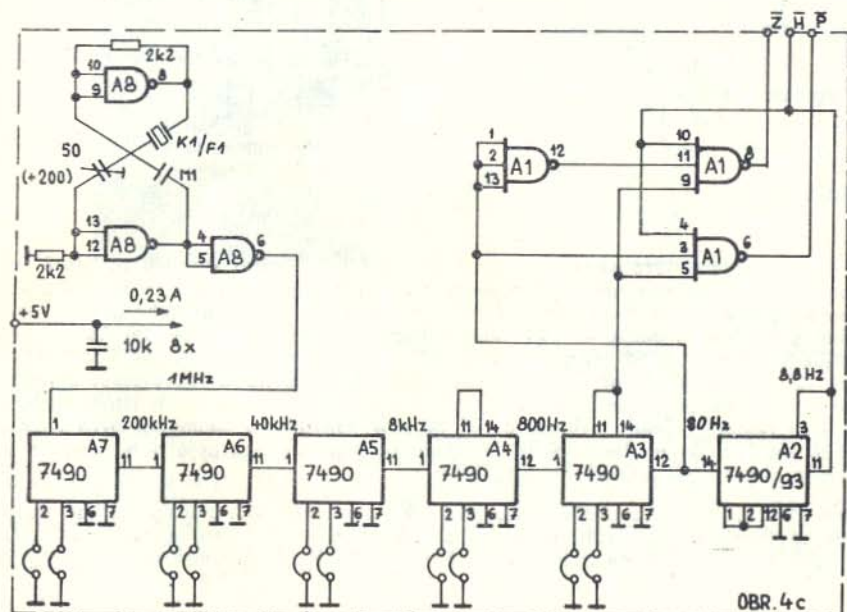 Z̅ H̅ P̅
2k2
10 A8 8
9
50
(+200)
K1/F1
M1
13
12 A8
4
5 A8 6
2k2
1
2 A1 12
13
10
11 A1 8
9
4
3 A1 6
5
0,23A
+5V
10k 8x
1MHz
8,8Hz
1 200kHz 40kHz 8kHz 11 14 800Hz 11 14 80Hz 3
A7 A6 A5 A4 A3 A2
7490 11 1 7490 11 1 7490 11 1 7490 12 1 7490 12 14 7490/93 11
2 3 6 7 2 3 6 7 2 3 6 7 2 3 6 7 2 3 6 7 1 2 12 6 7
OBR. 4c